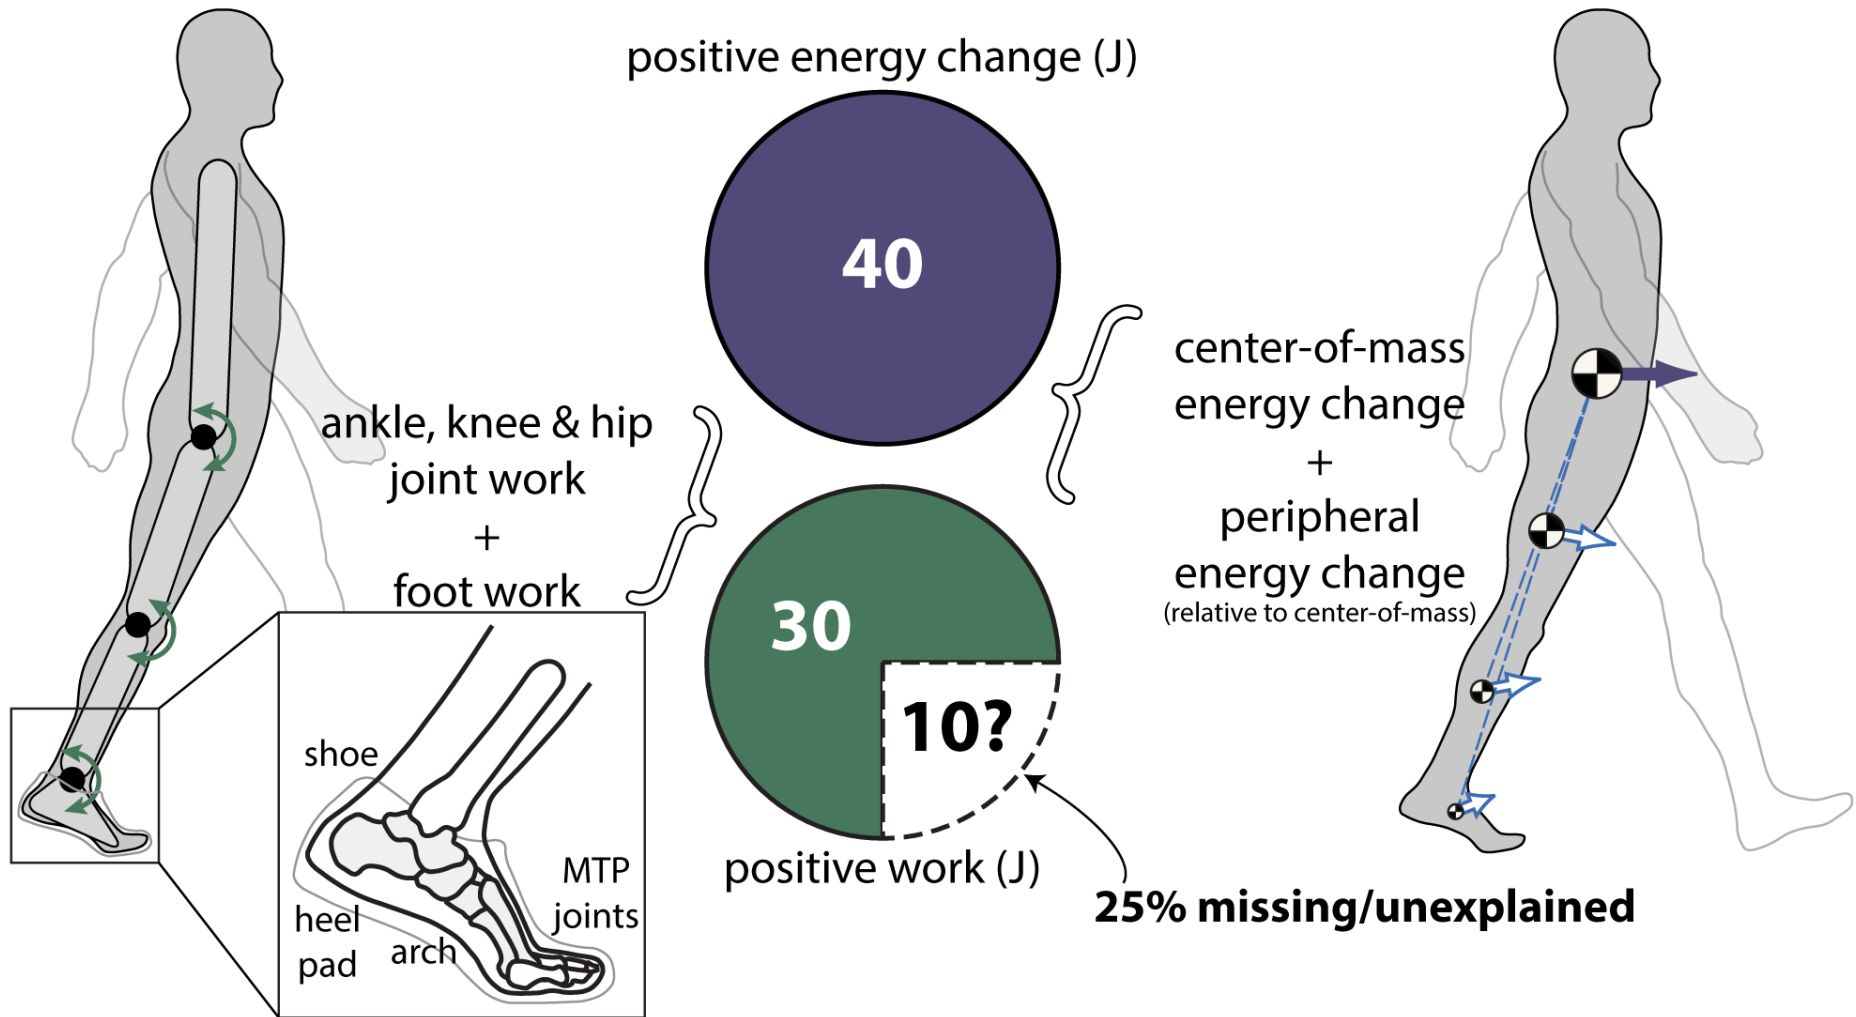 positive energy change (J)
40
ankle, knee & hip
joint work
+
foot work
center-of-mass
energy change
+
peripheral
energy change
(relative to center-of-mass)
30
10?
positive work (J)
25% missing/unexplained
shoe
heel
pad
arch
MTP
joints